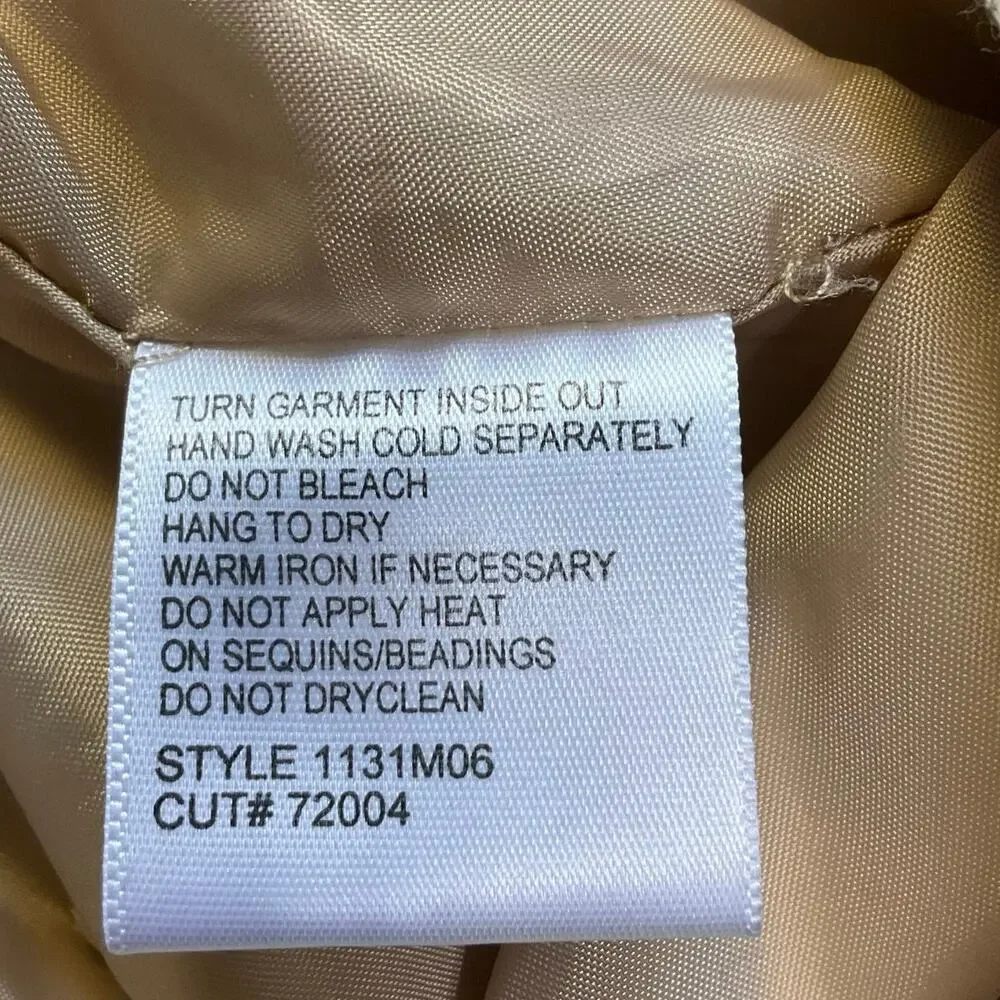 TURN GARMENT INSIDE OUT
HAND WASH COLD SEPARATELY
DO NOT BLEACH
HANG TO DRY
WARM IRON IF NECESSARY
DO NOT APPLY HEAT
ON SEQUINS/BEADINGS
DO NOT DRYCLEAN
STYLE 1131M06
CUT# 72004